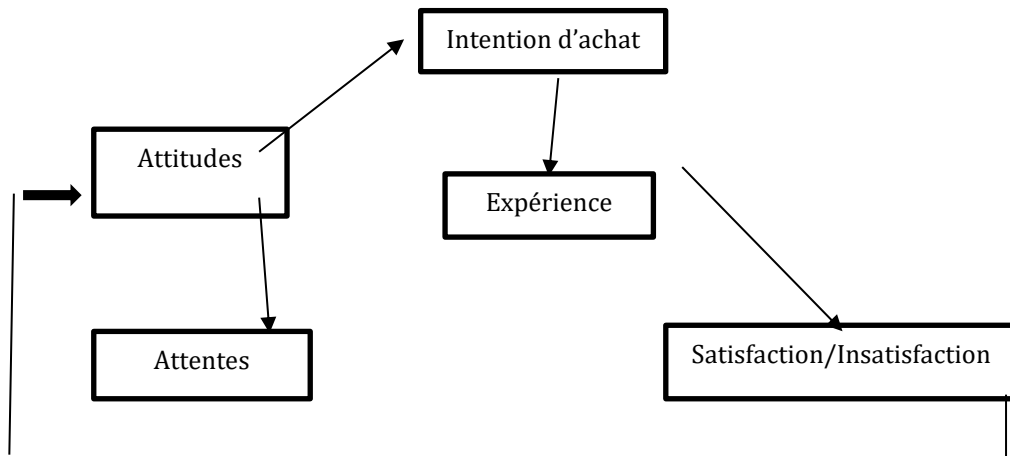 Intention d’achat
Attitudes
Expérience
Attentes
Satisfaction/Insatisfaction